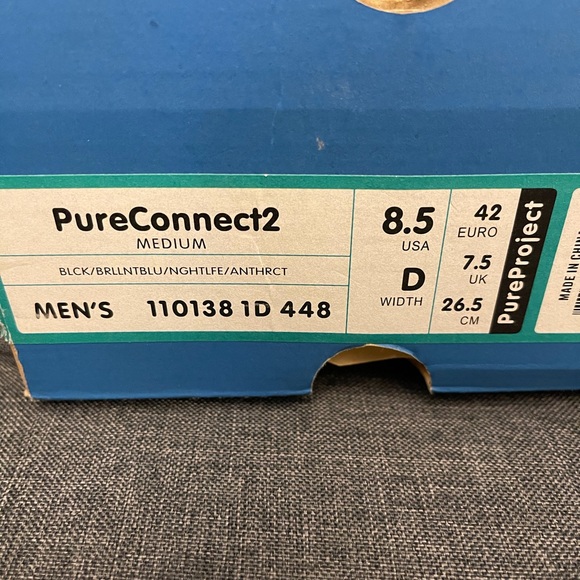 PureConnect2
MEDIUM
BLCK/BRLLNTBLU/NGHTLFE/ANTHRCT
MEN'S 110138 1D 448
8.5
USA
D
WIDTH
42
EURO
7.5
UK
26.5
CM
PureProject
MADE IN CHINA